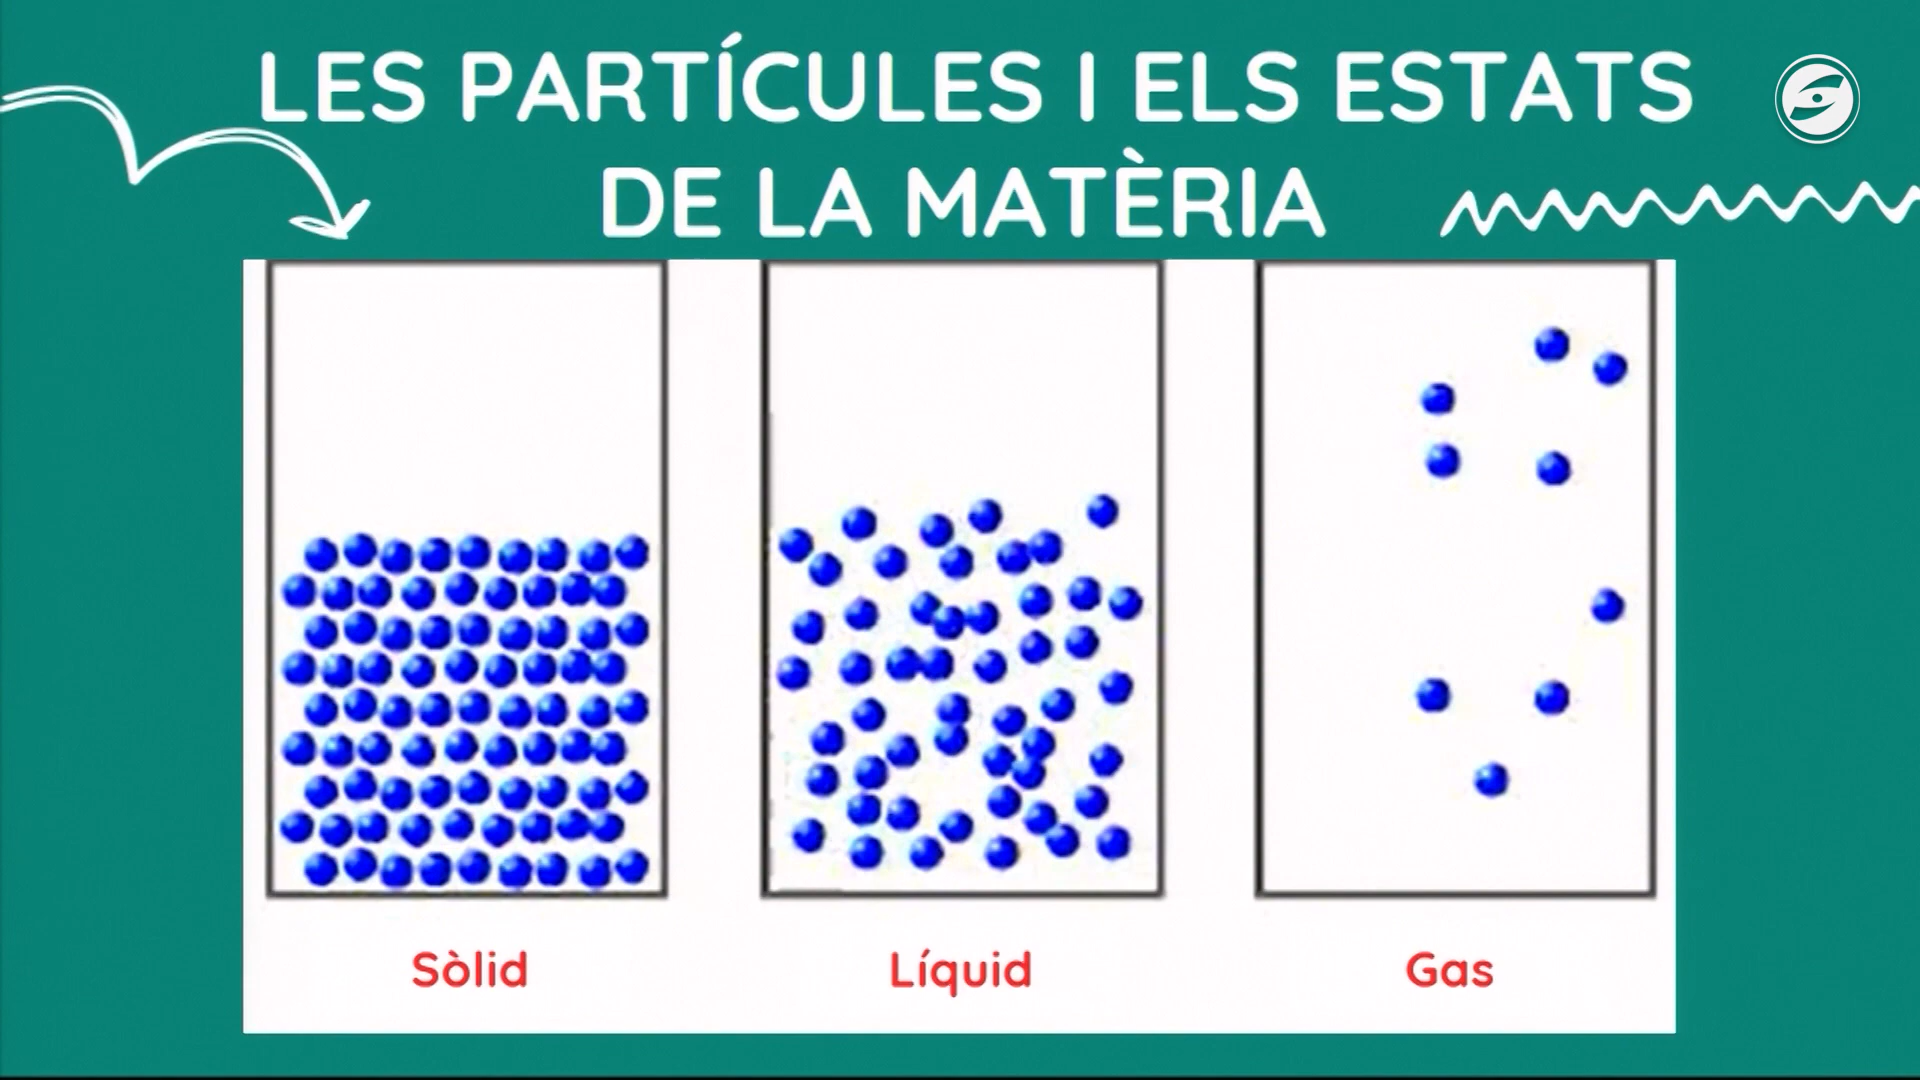 LES PARTÍCULES I ELS ESTATS
DE LA MATÈRIA
Sòlid
Líquid
Gas